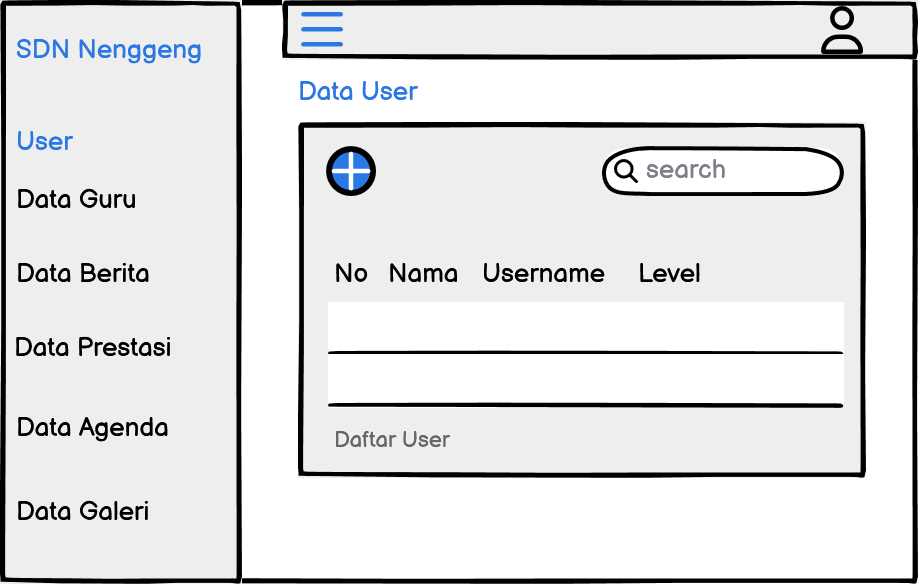 SDN Nenggeng
User
Data Guru
Data Berita
Data Prestasi
Data Agenda
Data Galeri
Data User
search
No Nama Username Level
Daftar User